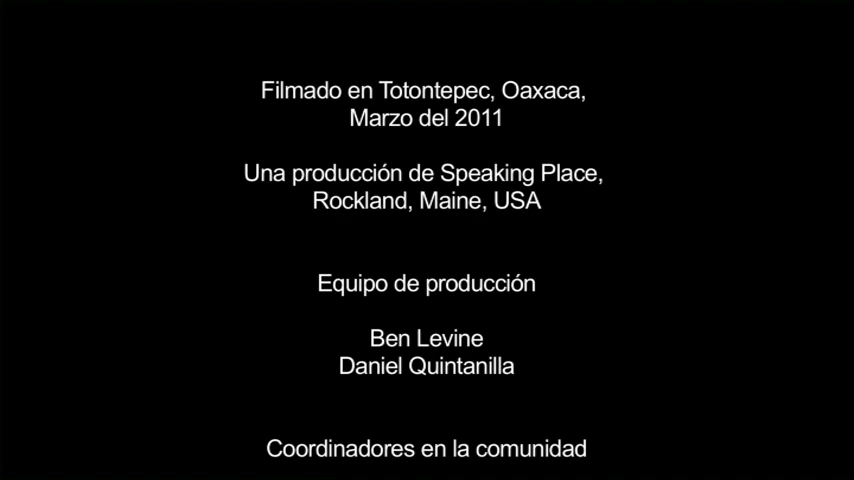 Filmado en Totontepec, Oaxaca,
Marzo del 2011
Una producción de Speaking Place,
Rockland, Maine, USA
Equipo de producción
Ben Levine
Daniel Quintanilla
Coordinadores en la comunidad